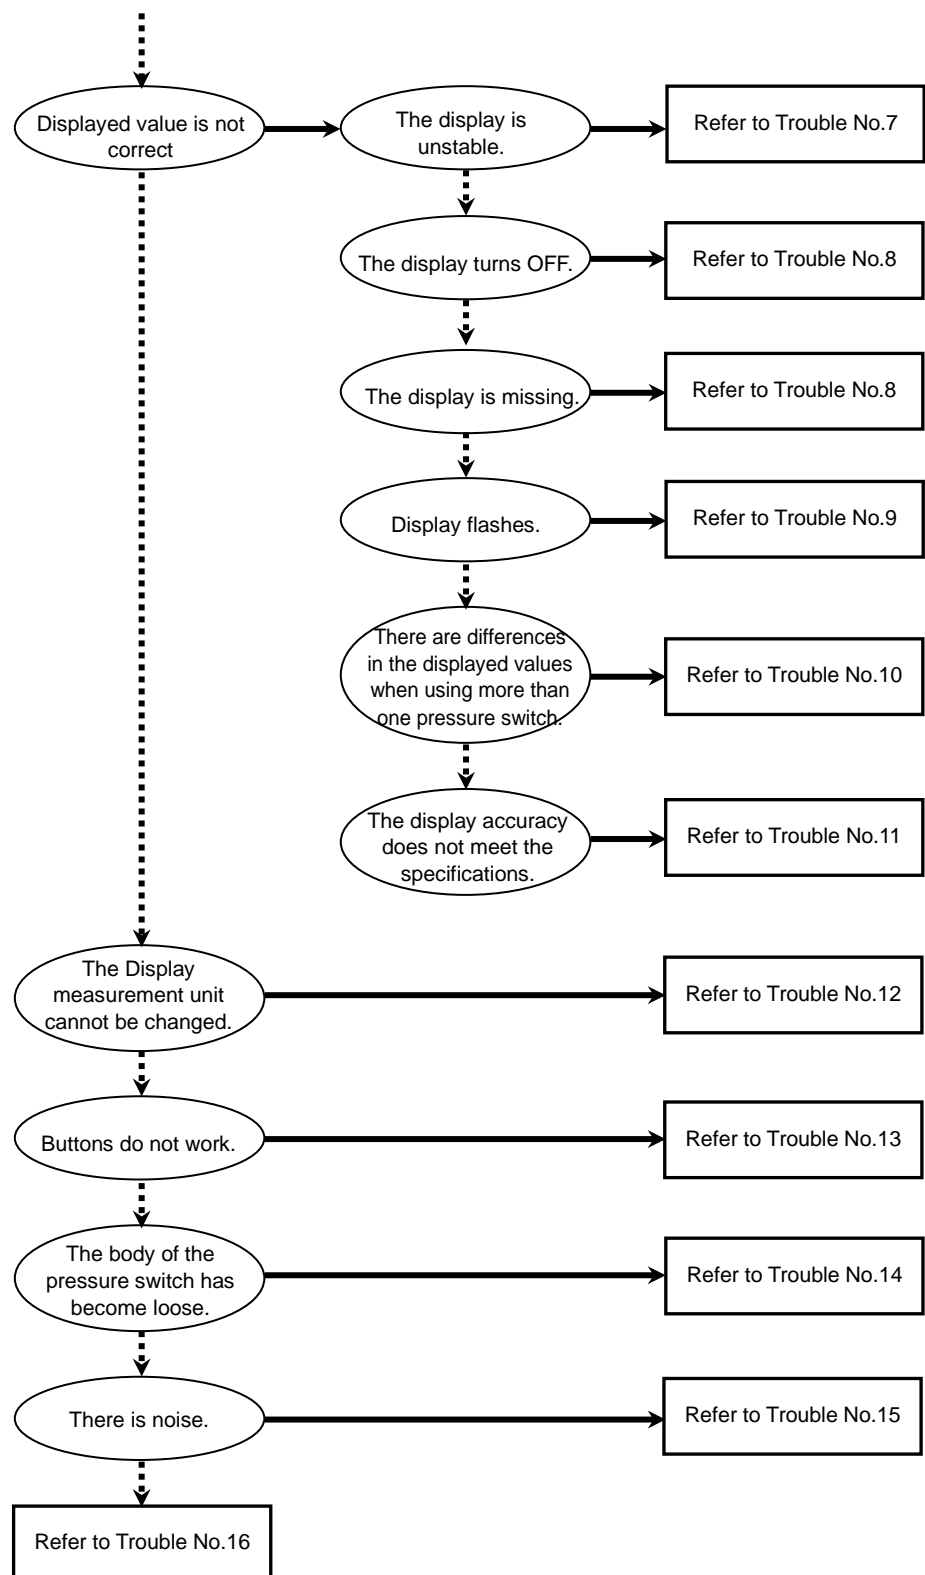 Displayed value is not
correct
The display is
unstable.
Refer to Trouble No.7
The display turns OFF.
Refer to Trouble No.8
The display is missing.
Refer to Trouble No.8
Display flashes.
Refer to Trouble No.9
There are differences
in the displayed values
when using more than
one pressure switch.
Refer to Trouble No.10
The display accuracy
does not meet the
specifications.
Refer to Trouble No.11
The Display
measurement unit
cannot be changed.
Refer to Trouble No.12
Buttons do not work.
Refer to Trouble No.13
The body of the
pressure switch has
become loose.
Refer to Trouble No.14
There is noise.
Refer to Trouble No.15
Refer to Trouble No.16